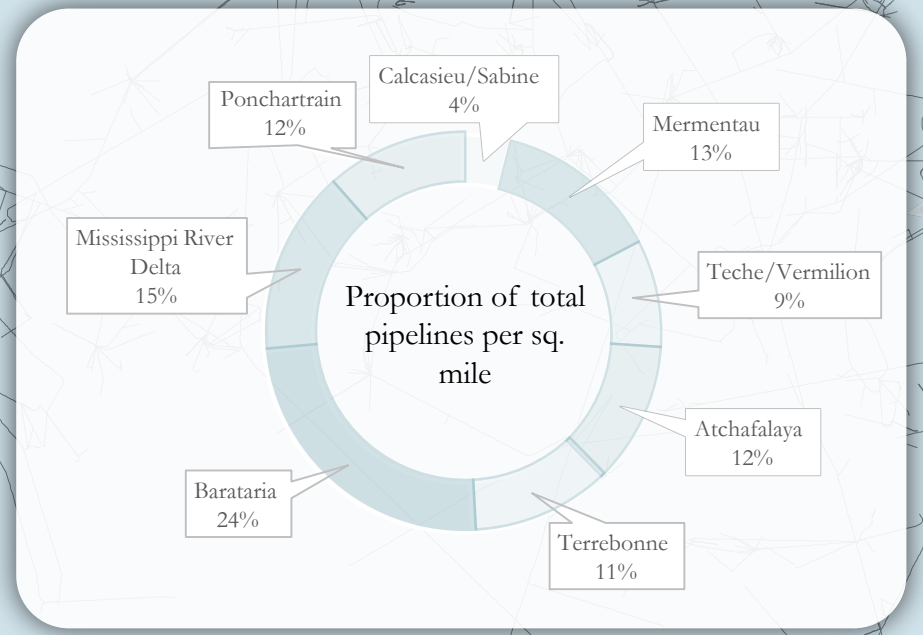 Calcasieu/Sabine
4%
Ponchartrain
12%
Mermentau
13%
Mississippi River
Delta
15%
Teche/Vermilion
9%
Proportion of total
pipelines per sq.
mile
Atchafalaya
12%
Barataria
24%
Terrebonne
11%